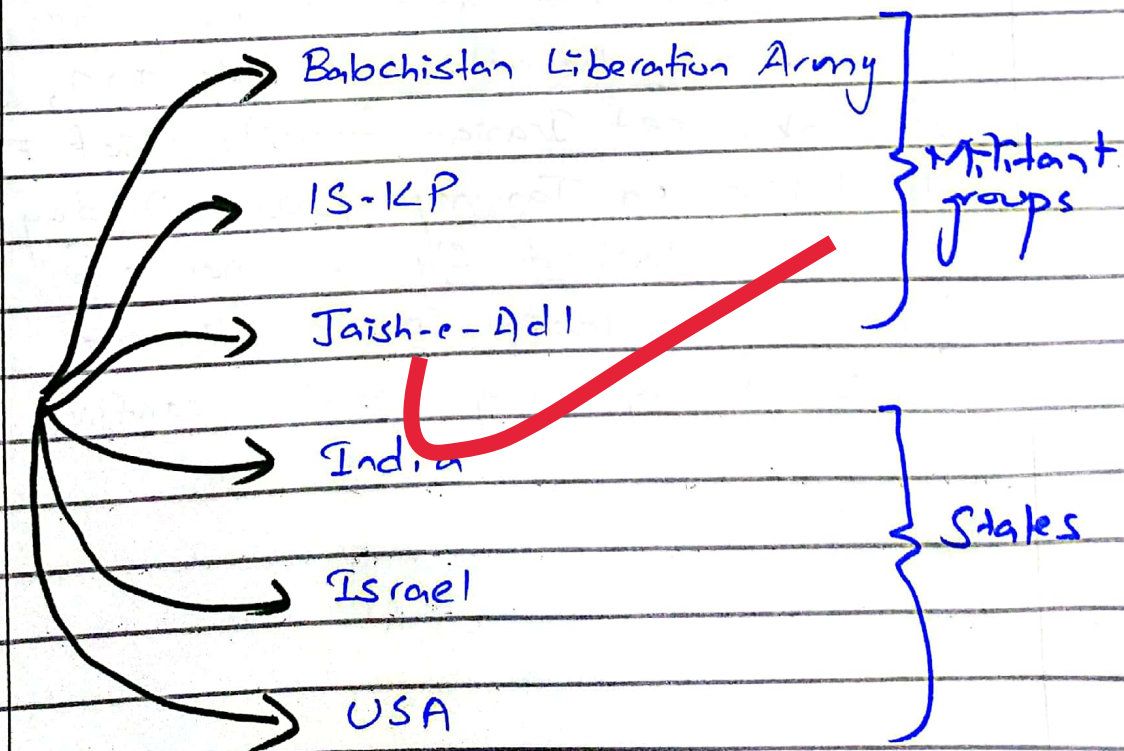 Balochistan Liberation Army
IS-KP
Militant
groups
Jaish-e-Adl
India
States
Israel
USA